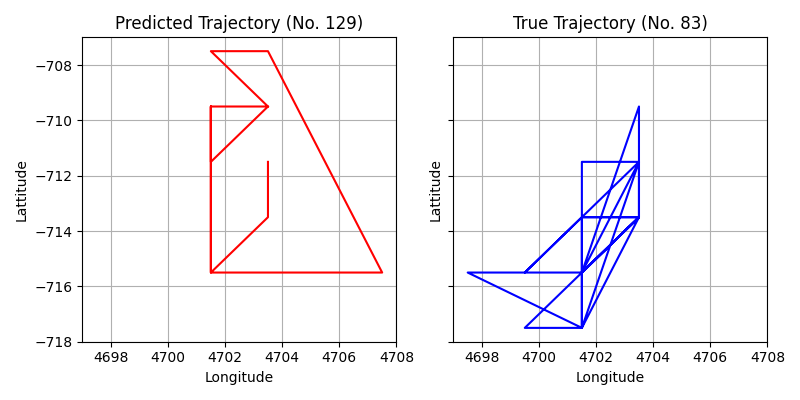 Predicted Trajectory (No. 129)
True Trajectory (No. 83)
−708
−710
−712
−714
−716
−718
Lattitude
Lattitude
4698 4700 4702 4704 4706 4708
4698 4700 4702 4704 4706 4708
Longitude
Longitude